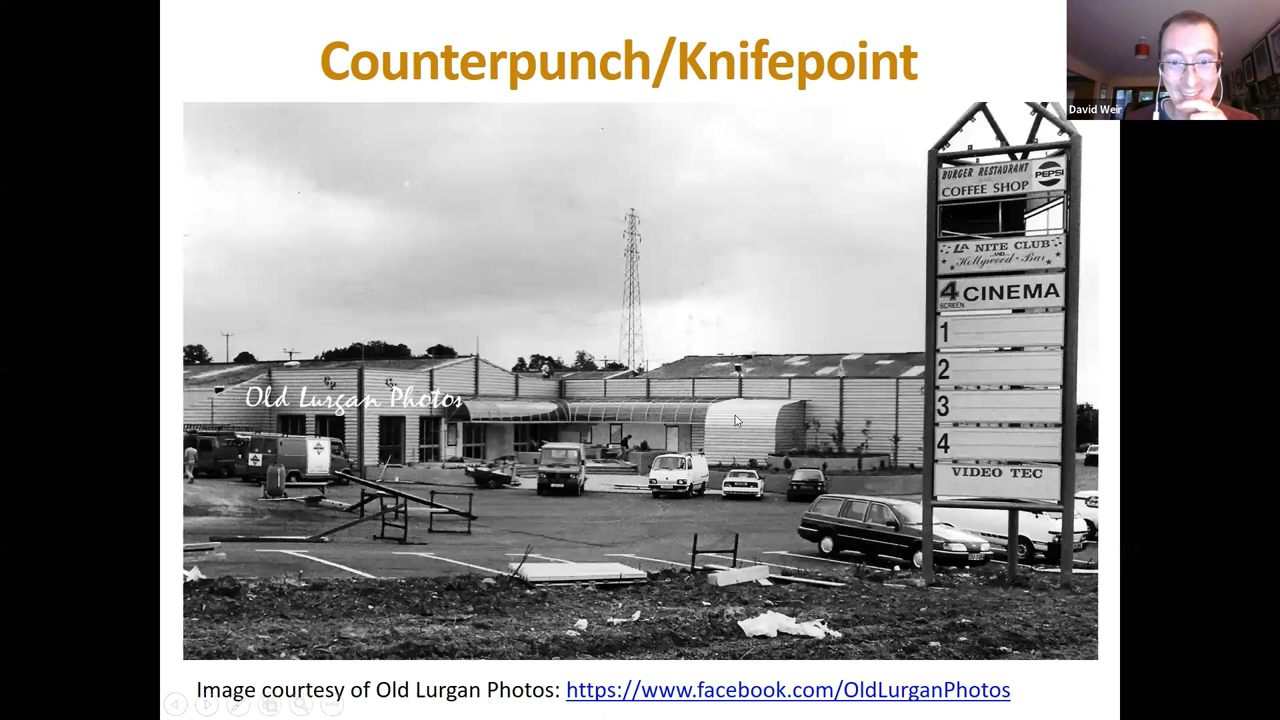 Counterpunch/Knifepoint
David Weir
BURGER RESTAURANT
COFFEE SHOP
PEPSI
LA NITE CLUB
AND
Hollywood Bar
4 CINEMA
SCREEN
1
2
3
4
VIDEO TEC
Old Lurgan Photos
Image courtesy of Old Lurgan Photos: https://www.facebook.com/OldLurganPhotos